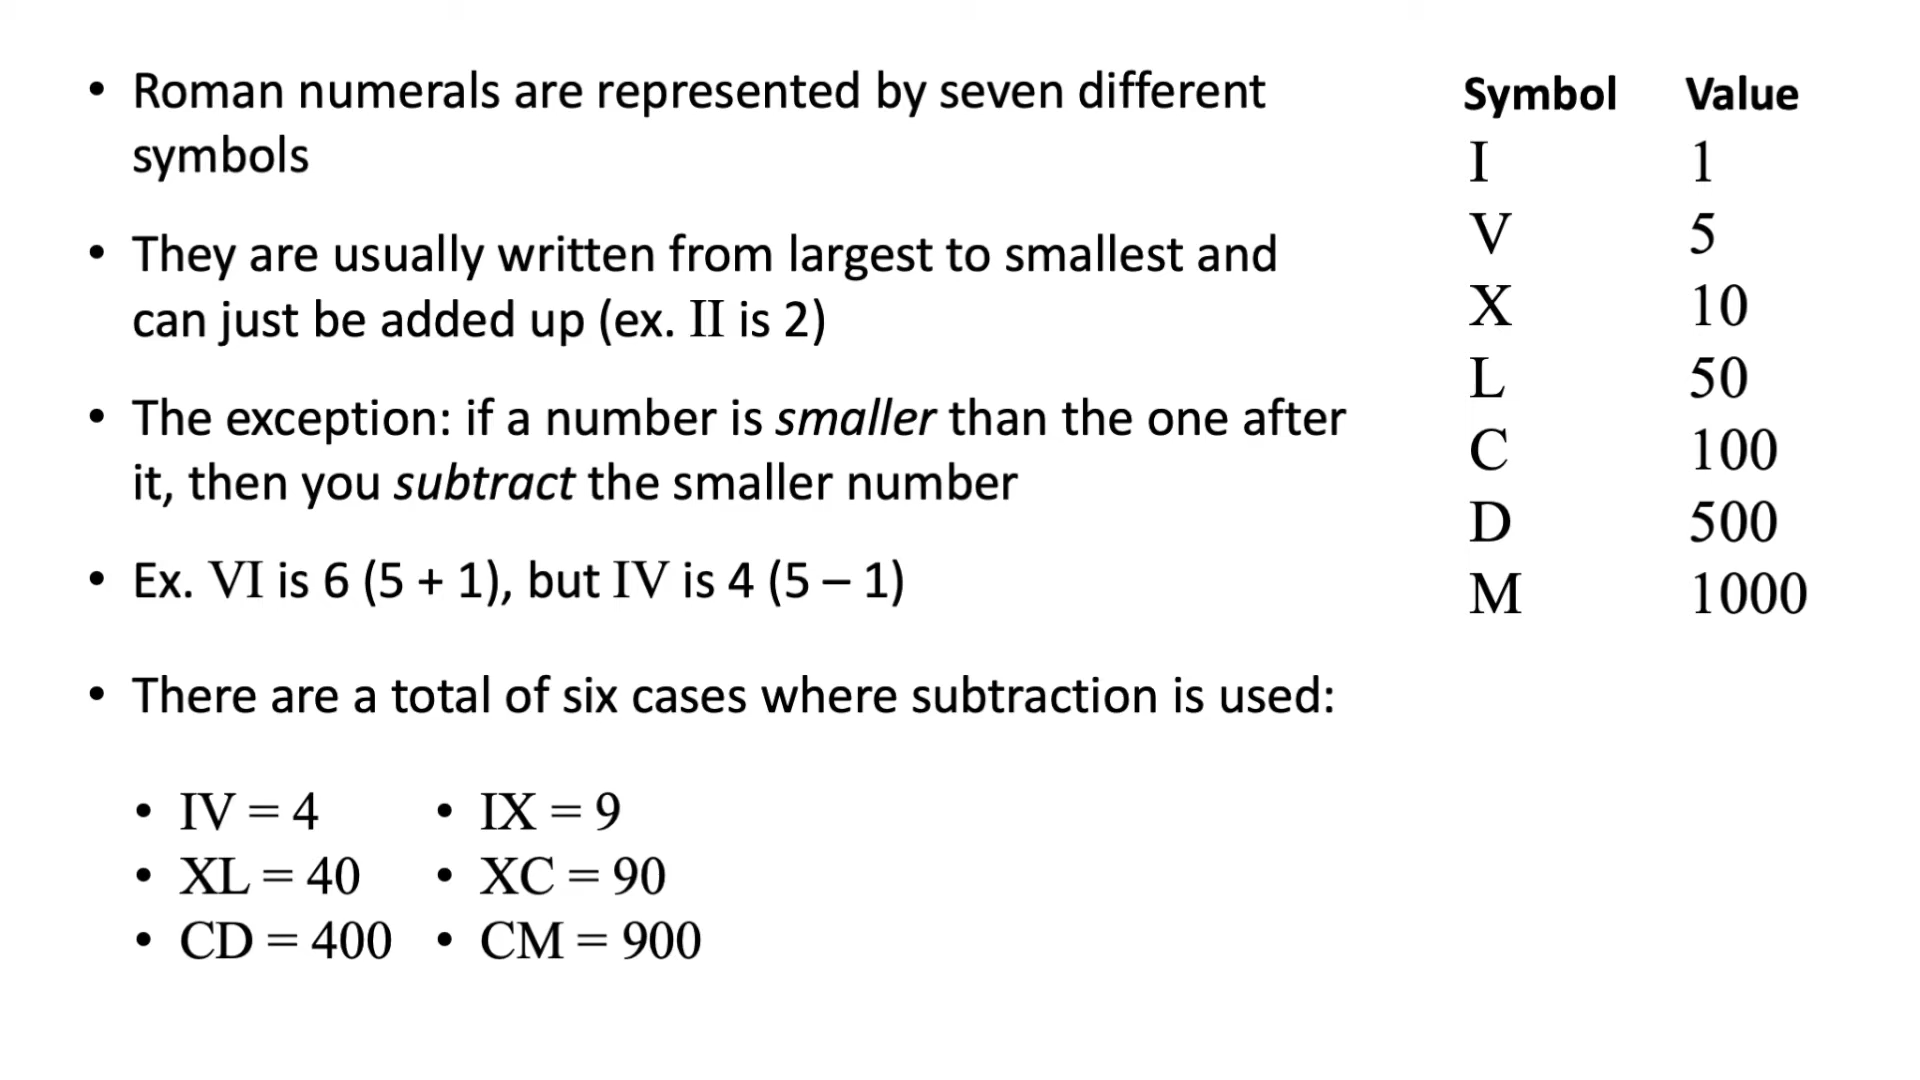 • Roman numerals are represented by seven different
symbols
• They are usually written from largest to smallest and
can just be added up (ex. II is 2)
• The exception: if a number is smaller than the one after
it, then you subtract the smaller number
• Ex. VI is 6 (5 + 1), but IV is 4 (5 – 1)
• There are a total of six cases where subtraction is used:
• IV = 4 • IX = 9
• XL = 40 • XC = 90
• CD = 400 • CM = 900
Symbol Value
I 1
V 5
X 10
L 50
C 100
D 500
M 1000